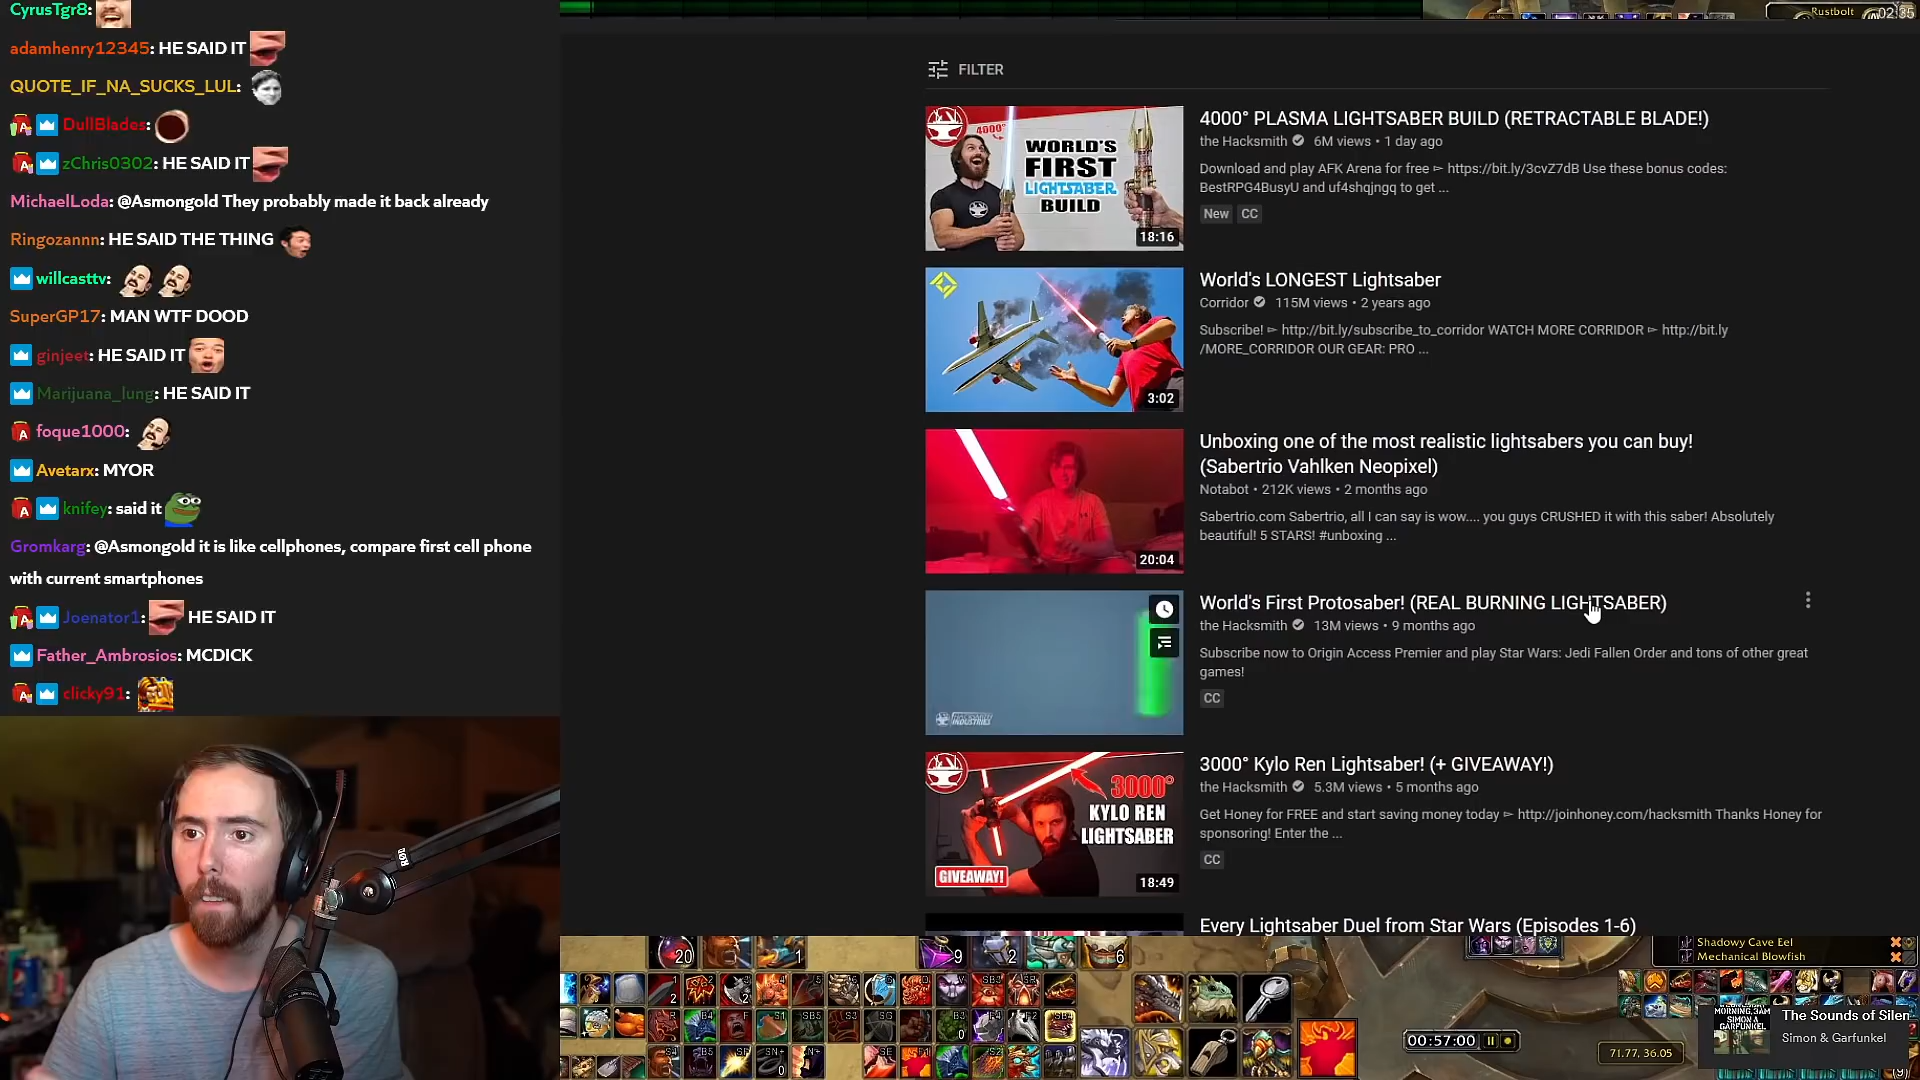 CyrusTgr8:
adamhenry12345: HE SAID IT
QUOTE_IF_NA_SUCKS_LUL:
DullBlades:
zChris0302: HE SAID IT
MichaelLoda: @Asmongold They probably made it back already
Ringozannn: HE SAID THE THING
willcasttv:
SuperGP17: MAN WTF DOOD
ginjeet: HE SAID IT
Marijuana_lung: HE SAID IT
foque1000:
Avetarx: MYOR
knifey: said it
Gromkarg: @Asmongold it is like cellphones, compare first cell phone
with current smartphones
Joenator1: HE SAID IT
Father_Ambrosios: MCDICK
clicky91:
Rustbolt
02:35
FILTER
4000°
WORLD'S
FIRST
LIGHTSABER
BUILD
18:16
4000° PLASMA LIGHTSABER BUILD (RETRACTABLE BLADE!)
the Hacksmith 6M views • 1 day ago
Download and play AFK Arena for free ► https://bit.ly/3cvZ7dB Use these bonus codes:
BestRPG4BusyU and uf4shqjngq to get ...
New CC
3:02
World's LONGEST Lightsaber
Corridor 115M views • 2 years ago
Subscribe! ► http://bit.ly/subscribe_to_corridor WATCH MORE CORRIDOR ► http://bit.ly
/MORE_CORRIDOR OUR GEAR: PRO ...
20:04
Unboxing one of the most realistic lightsabers you can buy!
(Sabertrio Vahlken Neopixel)
Notabot • 212K views • 2 months ago
Sabertrio.com Sabertrio, all I can say is wow.... you guys CRUSHED it with this saber! Absolutely
beautiful! 5 STARS! #unboxing ...
World's First Protosaber! (REAL BURNING LIGHTSABER)
the Hacksmith 13M views • 9 months ago
Subscribe now to Origin Access Premier and play Star Wars: Jedi Fallen Order and tons of other great
games!
CC
3000°
KYLO REN
LIGHTSABER
GIVEAWAY!
18:49
3000° Kylo Ren Lightsaber! (+ GIVEAWAY!)
the Hacksmith 5.3M views • 5 months ago
Get Honey for FREE and start saving money today ► http://joinhoney.com/hacksmith Thanks Honey for
sponsoring! Enter the ...
CC
Every Lightsaber Duel from Star Wars (Episodes 1-6)
Shadowy Cave Eel
Mechanical Blowfish
20
1
9
2
6
00:57:00
71.77, 36.05
MORNING, 3AM
SIMON &
GARFUNKEL
The Sounds of Silen
Simon & Garfunkel